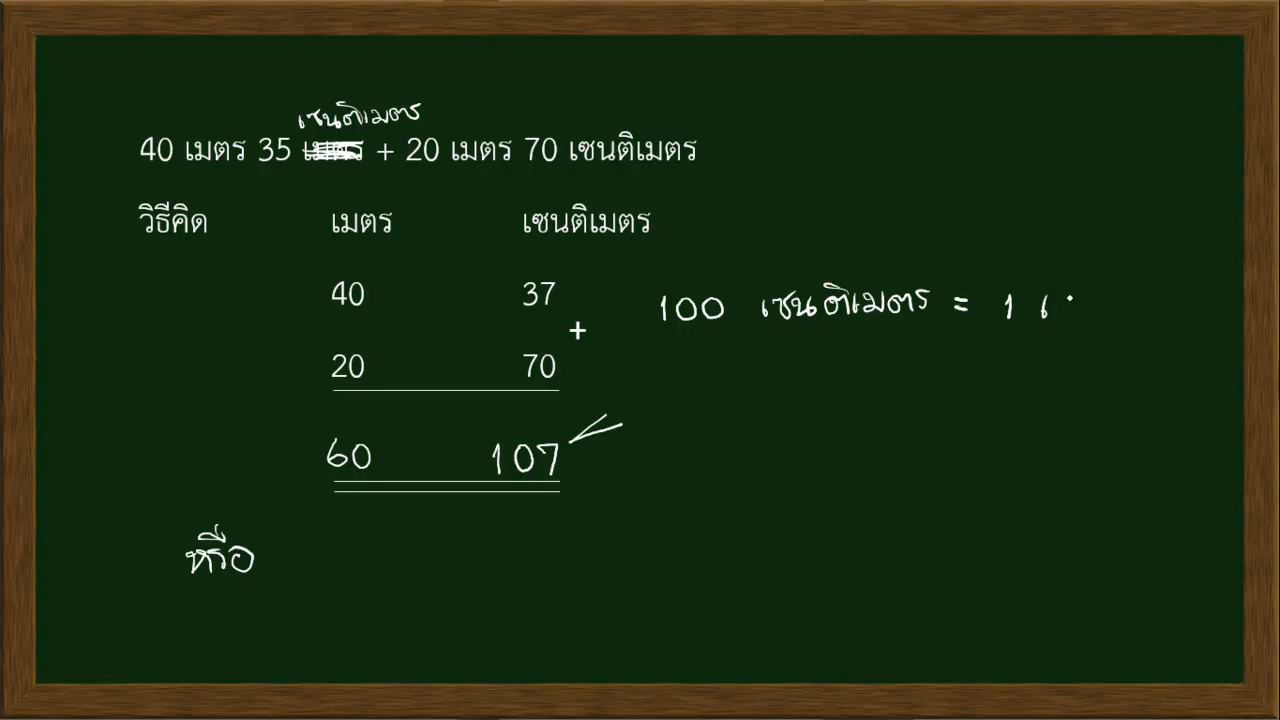 เซนติเมตร
40 เมตร 35 เมตร + 20 เมตร 70 เซนติเมตร
วิธีคิด เมตร เซนติเมตร
40 37
100 เซนติเมตร = 1 เ
+
20 70
60 107
หรือ